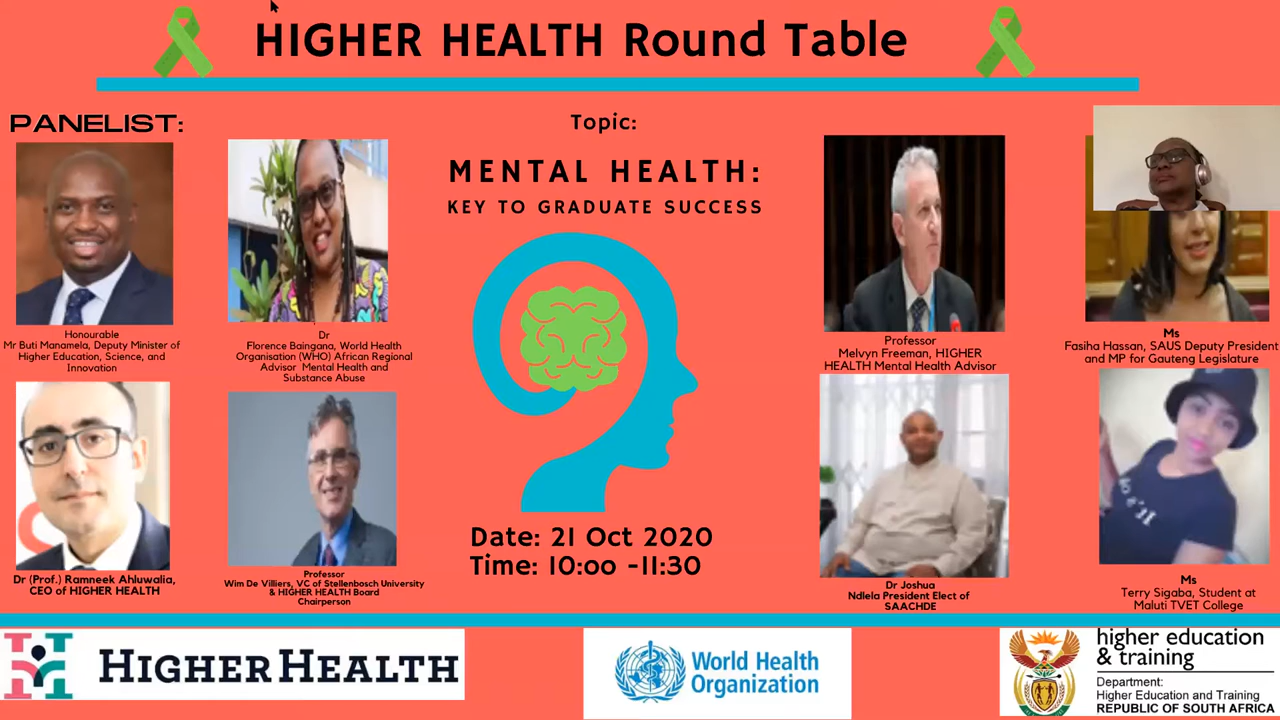 HIGHER HEALTH Round Table
PANELIST:
Honourable
Mr Buti Manamela, Deputy Minister of
Higher Education, Science, and
Innovation
Dr
Florence Baingana, World Health
Organisation (WHO) African Regional
Advisor Mental Health and
Substance Abuse
Topic:
MENTAL HEALTH:
KEY TO GRADUATE SUCCESS
Professor
Melvyn Freeman, HIGHER
HEALTH Mental Health Advisor
Ms
Fasiha Hassan, SAUS Deputy President
and MP for Gauteng Legislature
Dr (Prof.) Ramneek Ahluwalia,
CEO of HIGHER HEALTH
Professor
Wim De Villiers, VC of Stellenbosch University
& HIGHER HEALTH Board
Chairperson
Date: 21 Oct 2020
Time: 10:00 -11:30
Dr Joshua
Ndlela President Elect of
SAACHDE
Ms
Terry Sigaba, Student at
Maluti TVET College
HIGHER HEALTH
World Health
Organization
higher education
& training
Department:
Higher Education and Training
REPUBLIC OF SOUTH AFRICA